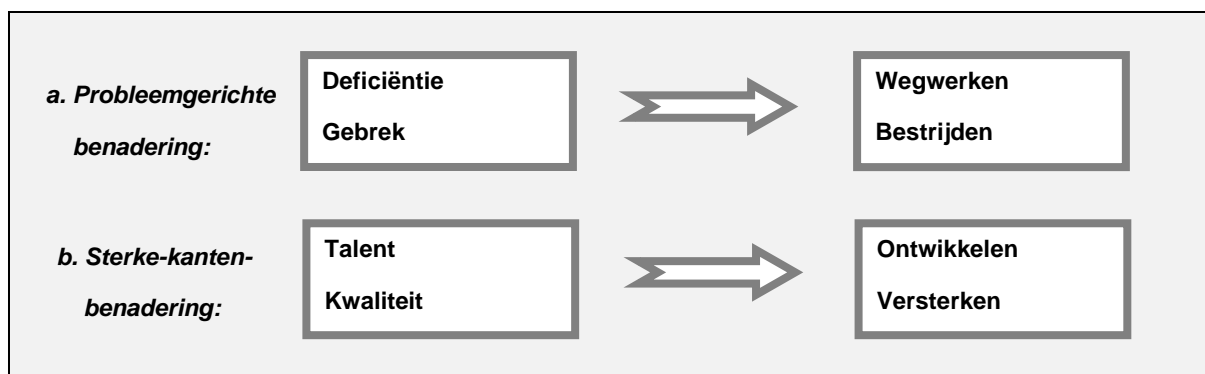 a. Probleemgerichte
benadering:
Deficiëntie
Gebrek
Wegwerken
Bestrijden
b. Sterke-kanten-
benadering:
Talent
Kwaliteit
Ontwikkelen
Versterken